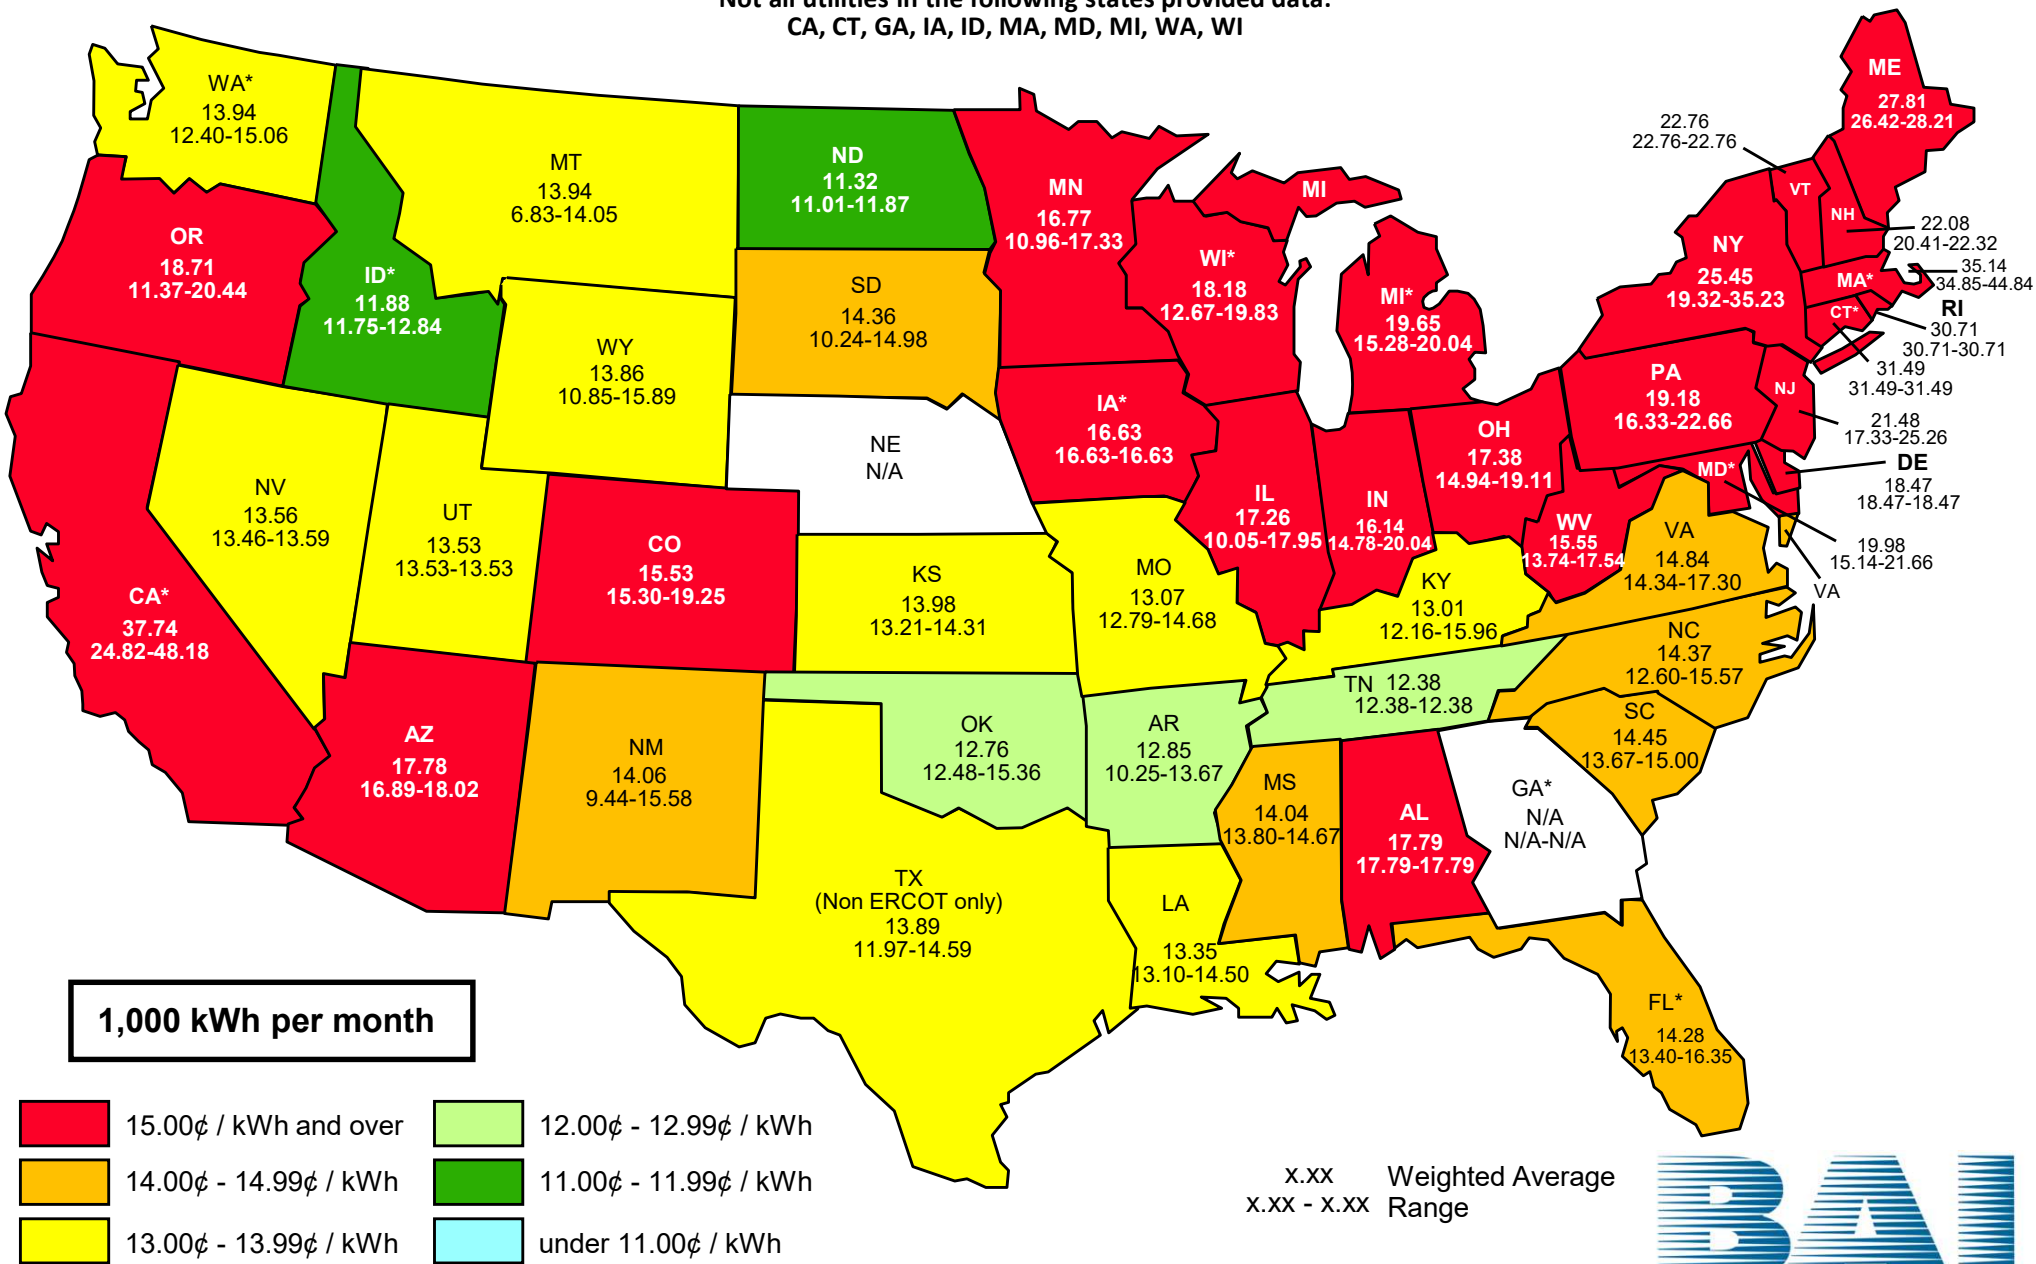 Not all utilities in the following states provided data:
CA, CT, GA, IA, ID, MA, MD, MI, WA, WI
WA*
13.94
12.40-15.06
OR
18.71
11.37-20.44
ID*
11.88
11.75-12.84
MT
13.94
6.83-14.05
ND
11.32
11.01-11.87
MN
16.77
10.96-17.33
MI
WI*
18.18
12.67-19.83
MI*
19.65
15.28-20.04
ME
27.81
26.42-28.21
22.76
22.76-22.76
VT
NH
22.08
20.41-22.32
NY
25.45
19.32-35.23
MA*
35.14
34.85-44.84
CT*
RI
30.71
30.71-30.71
31.49
31.49-31.49
WY
13.86
10.85-15.89
SD
14.36
10.24-14.98
NE
N/A
IA*
16.63
16.63-16.63
IL
17.26
10.05-17.95
IN
16.14
14.78-20.04
OH
17.38
14.94-19.11
PA
19.18
16.33-22.66
NJ
21.48
17.33-25.26
DE
18.47
18.47-18.47
MD*
19.98
15.14-21.66
VA
CA*
37.74
24.82-48.18
NV
13.56
13.46-13.59
UT
13.53
13.53-13.53
CO
15.53
15.30-19.25
KS
13.98
13.21-14.31
MO
13.07
12.79-14.68
KY
13.01
12.16-15.96
WV
15.55
13.74-17.54
VA
14.84
14.34-17.30
NC
14.37
12.60-15.57
TN 12.38
12.38-12.38
SC
14.45
13.67-15.00
AZ
17.78
16.89-18.02
NM
14.06
9.44-15.58
OK
12.76
12.48-15.36
AR
12.85
10.25-13.67
MS
14.04
13.80-14.67
AL
17.79
17.79-17.79
GA*
N/A
N/A-N/A
TX
(Non ERCOT only)
13.89
11.97-14.59
LA
13.35
13.10-14.50
FL*
14.28
13.40-16.35
1,000 kWh per month
15.00¢ / kWh and over
14.00¢ - 14.99¢ / kWh
13.00¢ - 13.99¢ / kWh
12.00¢ - 12.99¢ / kWh
11.00¢ - 11.99¢ / kWh
under 11.00¢ / kWh
x.xx Weighted Average
x.xx - x.xx Range
BAI